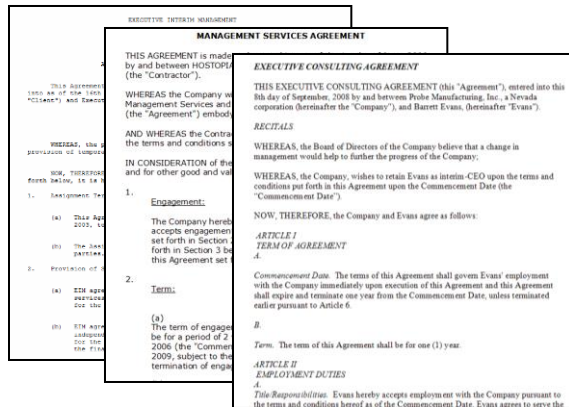 EXECUTIVE INTERIM MANAGEMENT
This Agreement
into as of the 14th
"Client") and Execut
WHEREAS, the p
provision of tempora
NOW, THEREFORE
forth below, it is h
1. Assignment Ter
(a) This Agr
2003, to
(b) The Assi
parties.
2. Provision of S
(a) EIM agre
services
for the
(b) EIM agre
independ
for the
the fina
MANAGEMENT SERVICES AGREEMENT
THIS AGREEMENT is made
by and between HOSTOPIA
(the "Contractor").
WHEREAS the Company w
Management Services and
(the "Agreement") embody
AND WHEREAS the Contra
the terms and conditions s
IN CONSIDERATION of the
and for other good and val
1.
Engagement:
The Company hereb
accepts engagement
set forth in Section 2
forth in Section 3 be
this Agreement set f
2.
Term:
(a)
The term of engager
be for a period of 2
2006 (the "Commen
2009, subject to the
termination of engag
EXECUTIVE CONSULTING AGREEMENT
THIS EXECUTIVE CONSULTING AGREEMENT (this "Agreement"), entered into this
8th day of September, 2008 by and between Probe Manufacturing, Inc., a Nevada
corporation (hereinafter the "Company"), and Barrett Evans, (hereinafter "Evans").
RECITALS
WHEREAS, the Board of Directors of the Company believe that a change in
management would help to further the progress of the Company;
WHEREAS, the Company, wishes to retain Evans as interim-CEO upon the terms and
conditions put forth in this Agreement upon the Commencement Date (the
"Commencement Date").
NOW, THEREFORE, the Company and Evans agree as follows:
ARTICLE I
TERM OF AGREEMENT
A.
Commencement Date. The terms of this Agreement shall govern Evans' employment
with the Company immediately upon execution of this Agreement and this Agreement
shall expire and terminate one year from the Commencement Date, unless terminated
earlier pursuant to Article 6.
B.
Term. The term of this Agreement shall be for one (1) year.
ARTICLE II
EMPLOYMENT DUTIES
A.
Title/Responsibilities. Evans hereby accepts employment with the Company pursuant to
the terms and conditions hereof as of the Commencement Date. Evans agrees to serve the